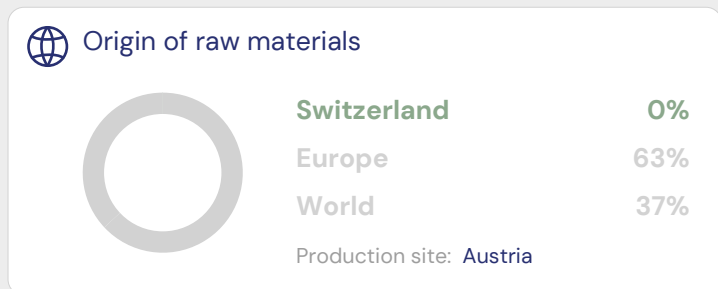 Origin of raw materials
Switzerland 0%
Europe 63%
World 37%
Production site: Austria